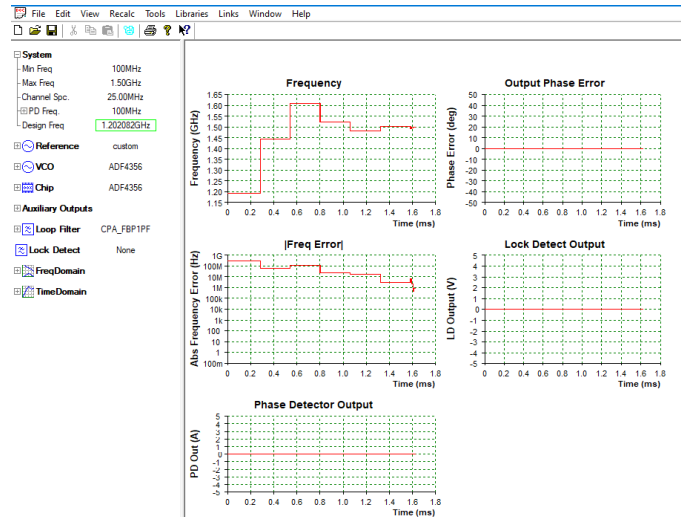 File Edit View Recalc Tools Libraries Links Window Help
System
Min Freq 100MHz
Max Freq 1.50GHz
Channel Spc. 25.00MHz
PD Freq. 100MHz
Design Freq 1.202082GHz
Reference custom
VCO ADF4356
Chip ADF4356
Auxiliary Outputs
Loop Filter CPA_FBP1PF
Lock Detect None
FreqDomain
TimeDomain
Frequency
Frequency (GHz)
1.65
1.60
1.55
1.50
1.45
1.40
1.35
1.30
1.25
1.20
1.15
0 0.2 0.4 0.6 0.8 1.0 1.2 1.4 1.6 1.8
Time (ms)
Output Phase Error
Phase Error (deg)
50
40
30
20
10
0
-10
-20
-30
-40
-50
0 0.2 0.4 0.6 0.8 1.0 1.2 1.4 1.6 1.8
Time (ms)
|Freq Error|
Abs Frequency Error (Hz)
1G
100M
10M
1M
100k
10k
1k
100
10
1
100m
0 0.2 0.4 0.6 0.8 1.0 1.2 1.4 1.6 1.8
Time (ms)
Lock Detect Output
LD Output (V)
5
4
3
2
1
0
-1
-2
-3
-4
-5
0 0.2 0.4 0.6 0.8 1.0 1.2 1.4 1.6 1.8
Time (ms)
Phase Detector Output
PD Out (A)
5
4
3
2
1
0
-1
-2
-3
-4
-5
0 0.2 0.4 0.6 0.8 1.0 1.2 1.4 1.6 1.8
Time (ms)